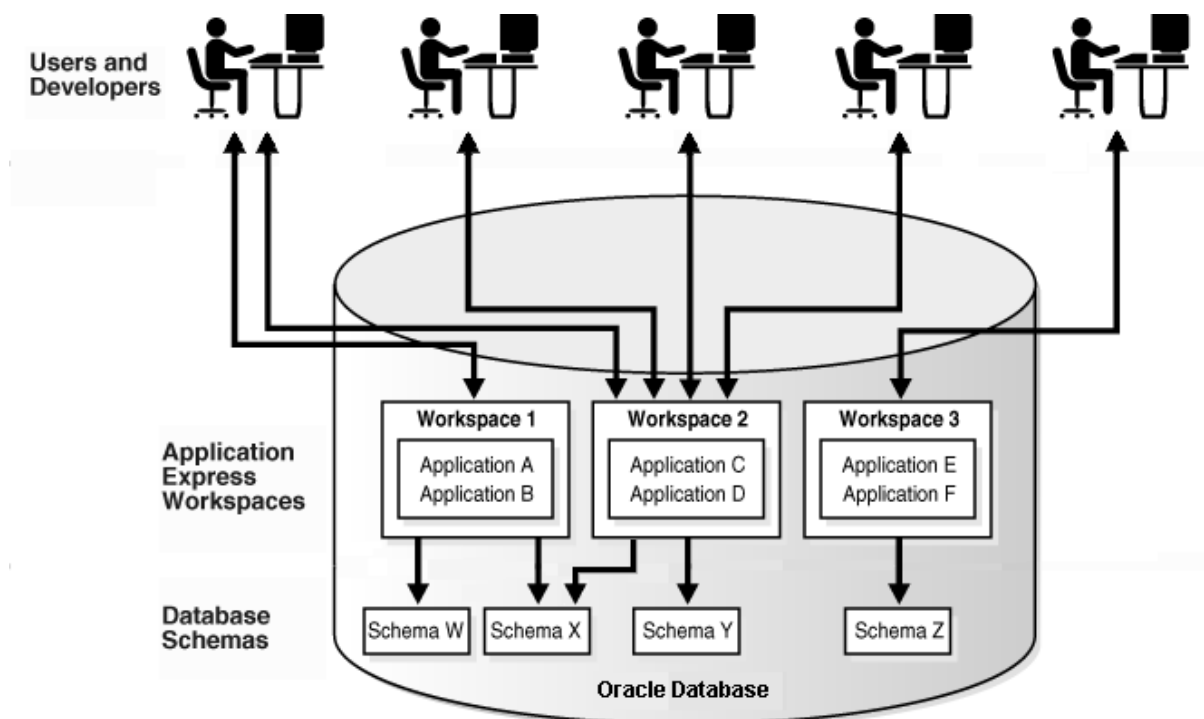 Users and
Developers
Workspace 1
Workspace 2
Workspace 3
Application
Express
Workspaces
Application A
Application B
Application C
Application D
Application E
Application F
Database
Schemas
Schema W
Schema X
Schema Y
Schema Z
Oracle Database